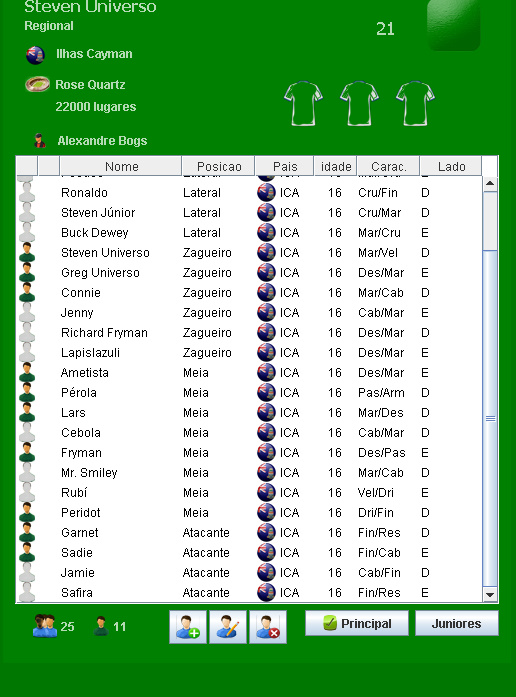 Steven Universo
Regional
21
Ilhas Cayman
Rose Quartz
22000 lugares
Alexandre Bogs
Nome Posicao Pais idade Carac. Lado
Ronaldo Lateral ICA 16 Cru/Fin D
Steven Júnior Lateral ICA 16 Cru/Mar D
Buck Dewey Lateral ICA 16 Mar/Cru E
Steven Universo Zagueiro ICA 16 Mar/Vel D
Greg Universo Zagueiro ICA 16 Des/Mar E
Connie Zagueiro ICA 16 Mar/Cab D
Jenny Zagueiro ICA 16 Cab/Mar E
Richard Fryman Zagueiro ICA 16 Des/Mar D
Lapislazuli Zagueiro ICA 16 Des/Mar E
Ametista Meia ICA 16 Des/Mar E
Pérola Meia ICA 16 Pas/Arm D
Lars Meia ICA 16 Mar/Des D
Cebola Meia ICA 16 Cab/Mar D
Fryman Meia ICA 16 Des/Pas E
Mr. Smiley Meia ICA 16 Mar/Cab D
Rubí Meia ICA 16 Vel/Dri E
Peridot Meia ICA 16 Dri/Fin D
Garnet Atacante ICA 16 Fin/Res D
Sadie Atacante ICA 16 Fin/Cab E
Jamie Atacante ICA 16 Cab/Fin D
Safira Atacante ICA 16 Fin/Res E
25 11 Principal Juniores